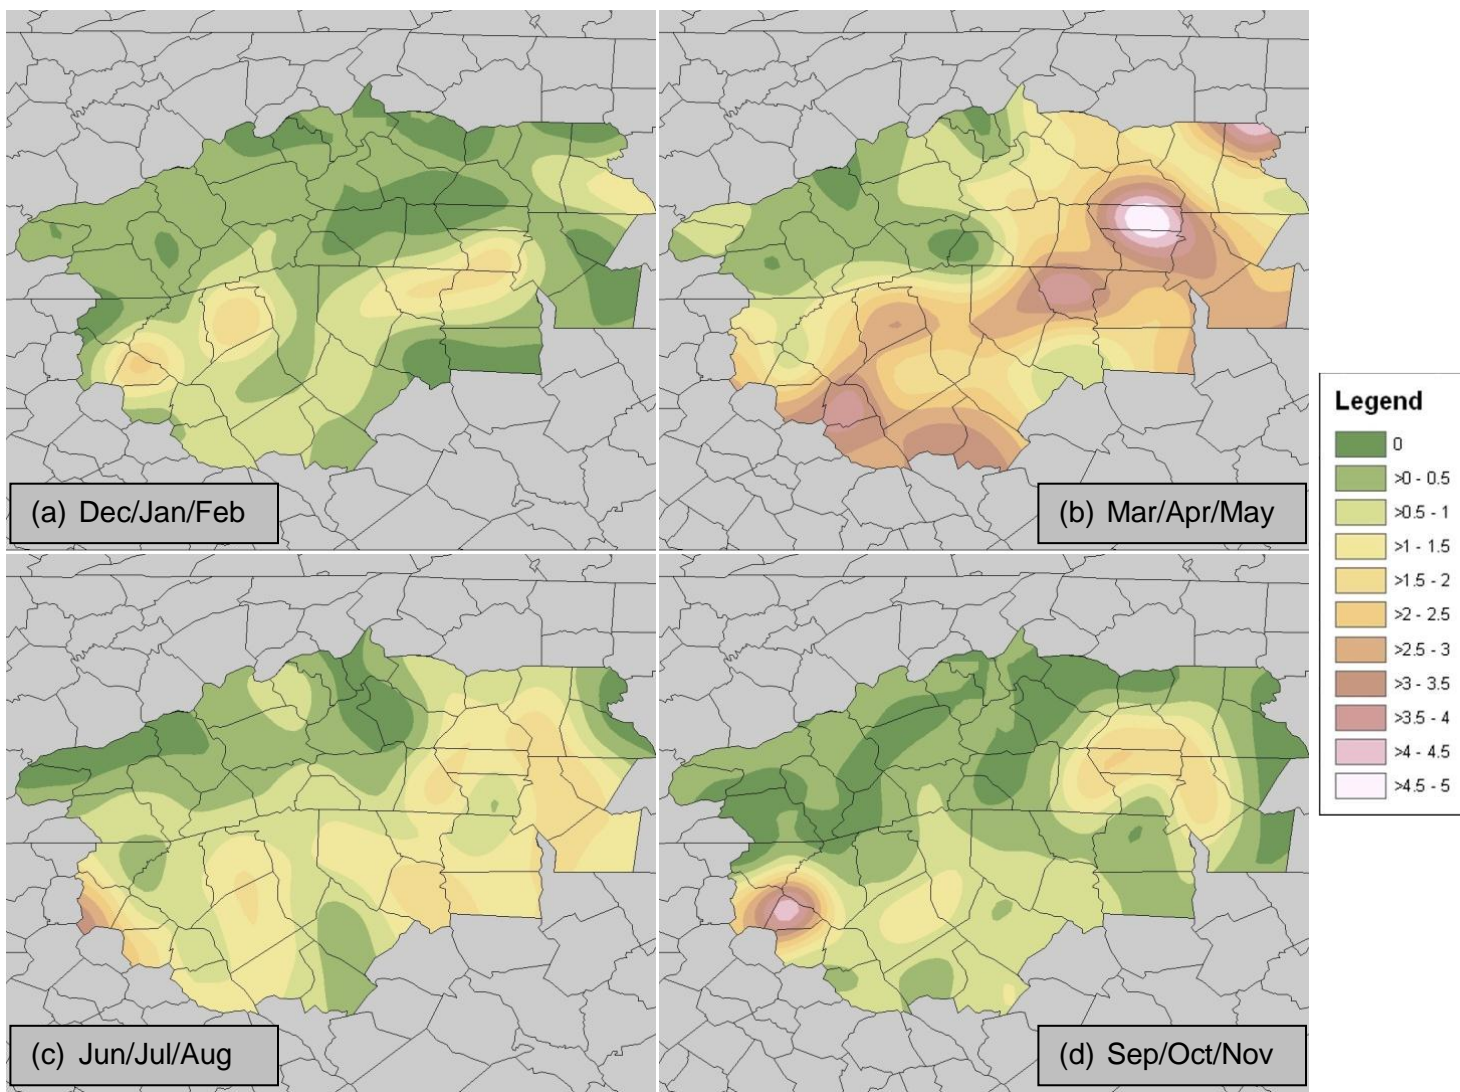 (a) Dec/Jan/Feb
(b) Mar/Apr/May
Legend
0
>0 - 0.5
>0.5 - 1
>1 - 1.5
>1.5 - 2
>2 - 2.5
>2.5 - 3
>3 - 3.5
>3.5 - 4
>4 - 4.5
>4.5 - 5
(c) Jun/Jul/Aug
(d) Sep/Oct/Nov